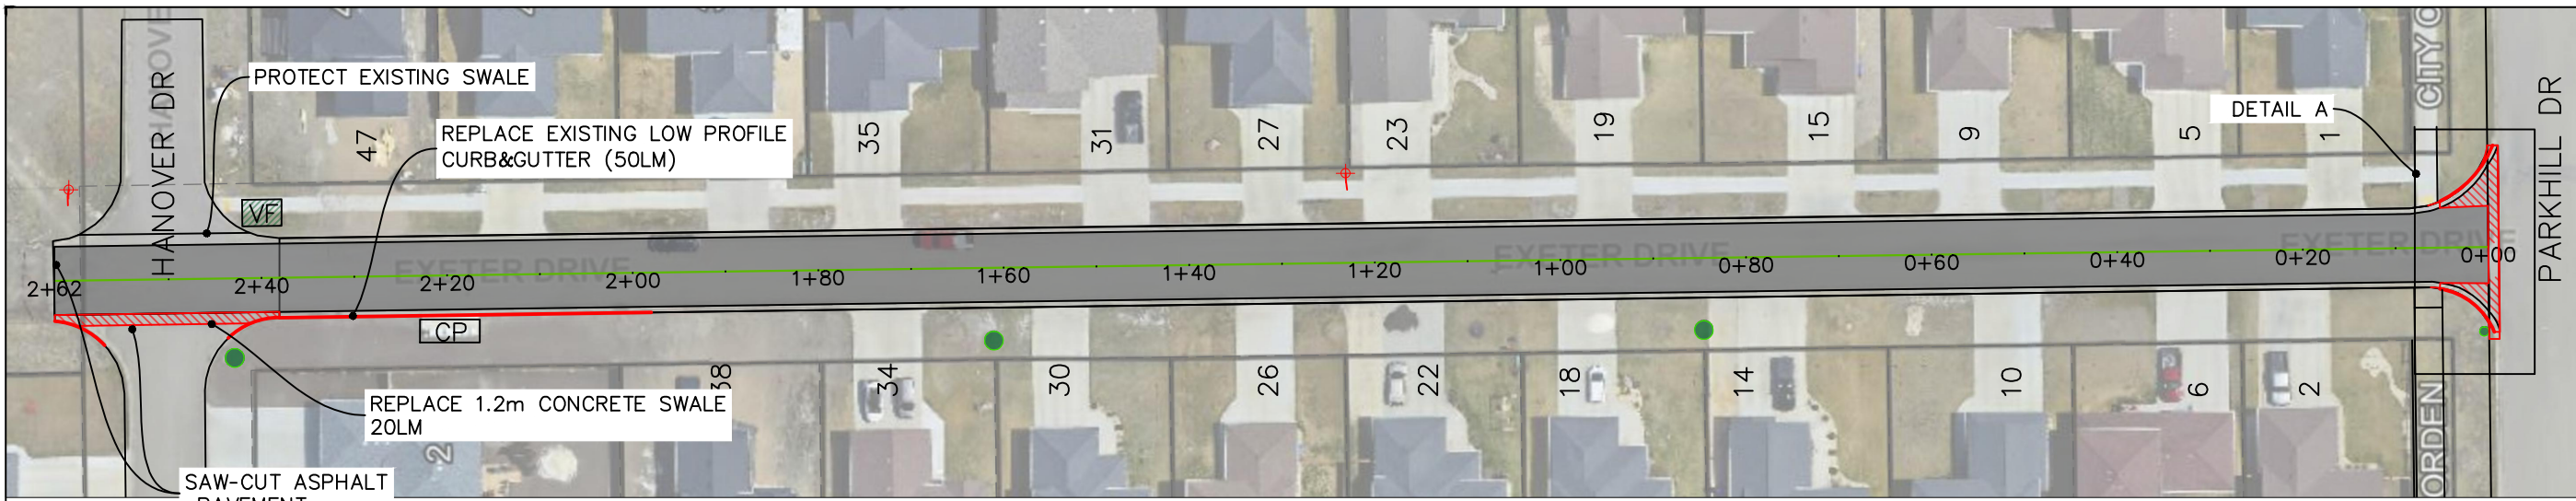 HANOVER DR
PROTECT EXISTING SWALE
REPLACE EXISTING LOW PROFILE
CURB&GUTTER (50LM)
DETAIL A
CITY O
PARKHILL DR
47
35
31
27
23
19
15
9
5
1
VF
EXETER DRIVE
EXETER DRIVE
EXETER DRIVE
2+62
2+40
2+20
2+00
1+80
1+60
1+40
1+20
1+00
0+80
0+60
0+40
0+20
0+00
CP
38
34
30
26
22
18
14
10
6
2
ORDEN
REPLACE 1.2m CONCRETE SWALE
20LM
SAW-CUT ASPHALT
PAVEMENT